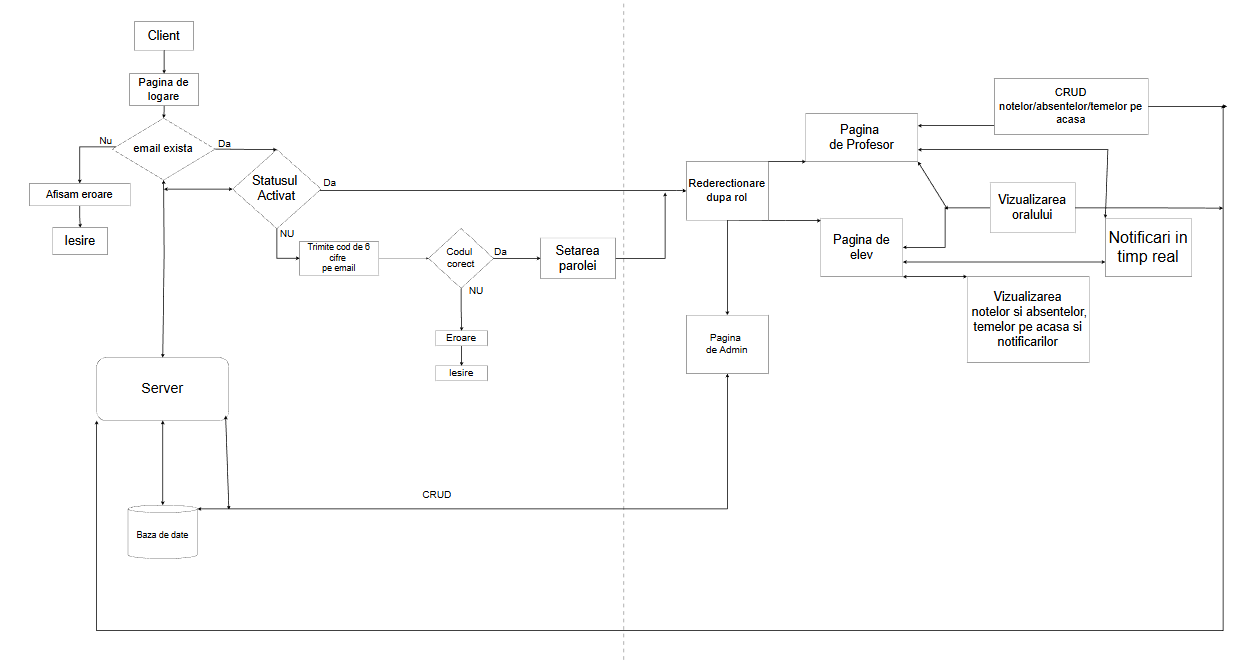 Client
Pagina de
logare
email exista
Nu
Da
Afisam eroare
Iesire
Statusul
Activat
Da
NU
Trimite cod de 6
cifre
pe email
Codul
corect
Da
NU
Setarea
parolei
Eroare
Iesire
Server
Baza de date
CRUD
Rederectionare
dupa rol
Pagina
de Profesor
CRUD
notelor/absentelor/temelor pe
acasa
Vizualizarea
oralului
Pagina de
elev
Notificari in
timp real
Vizualizarea
notelor si absentelor,
temelor pe acasa si
notificarilor
Pagina
de Admin